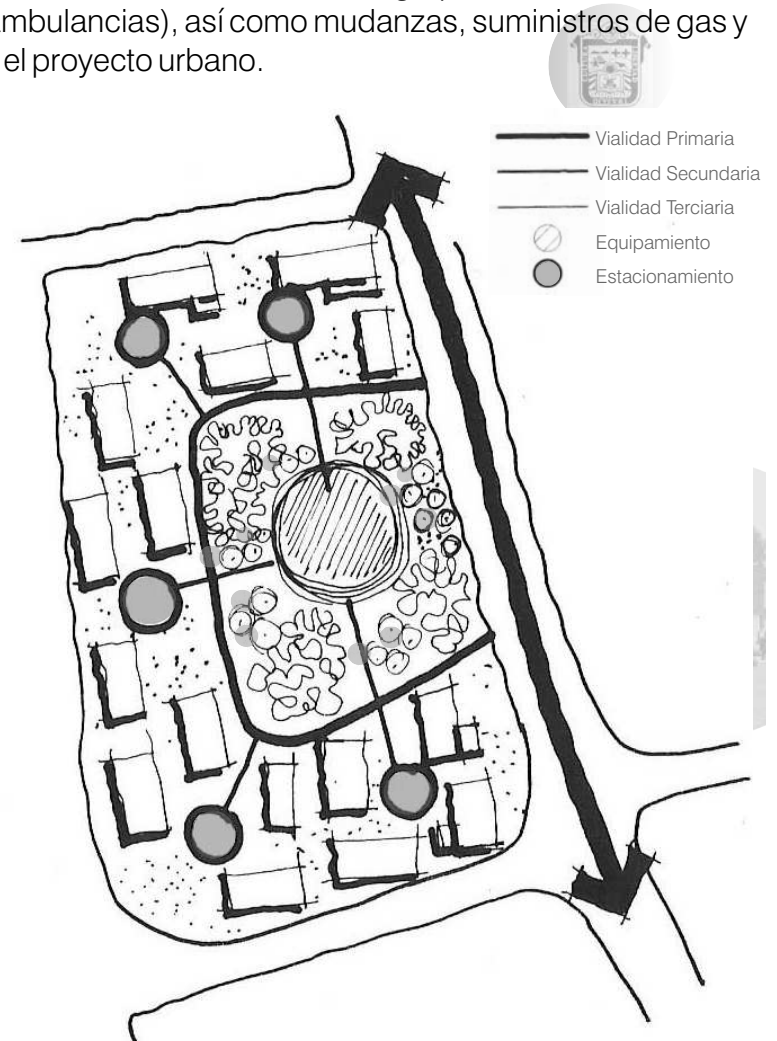 ambulancias), así como mudanzas, suministros de gas y
el proyecto urbano.
Vialidad Primaria
Vialidad Secundaria
Vialidad Terciaria
Equipamiento
Estacionamiento